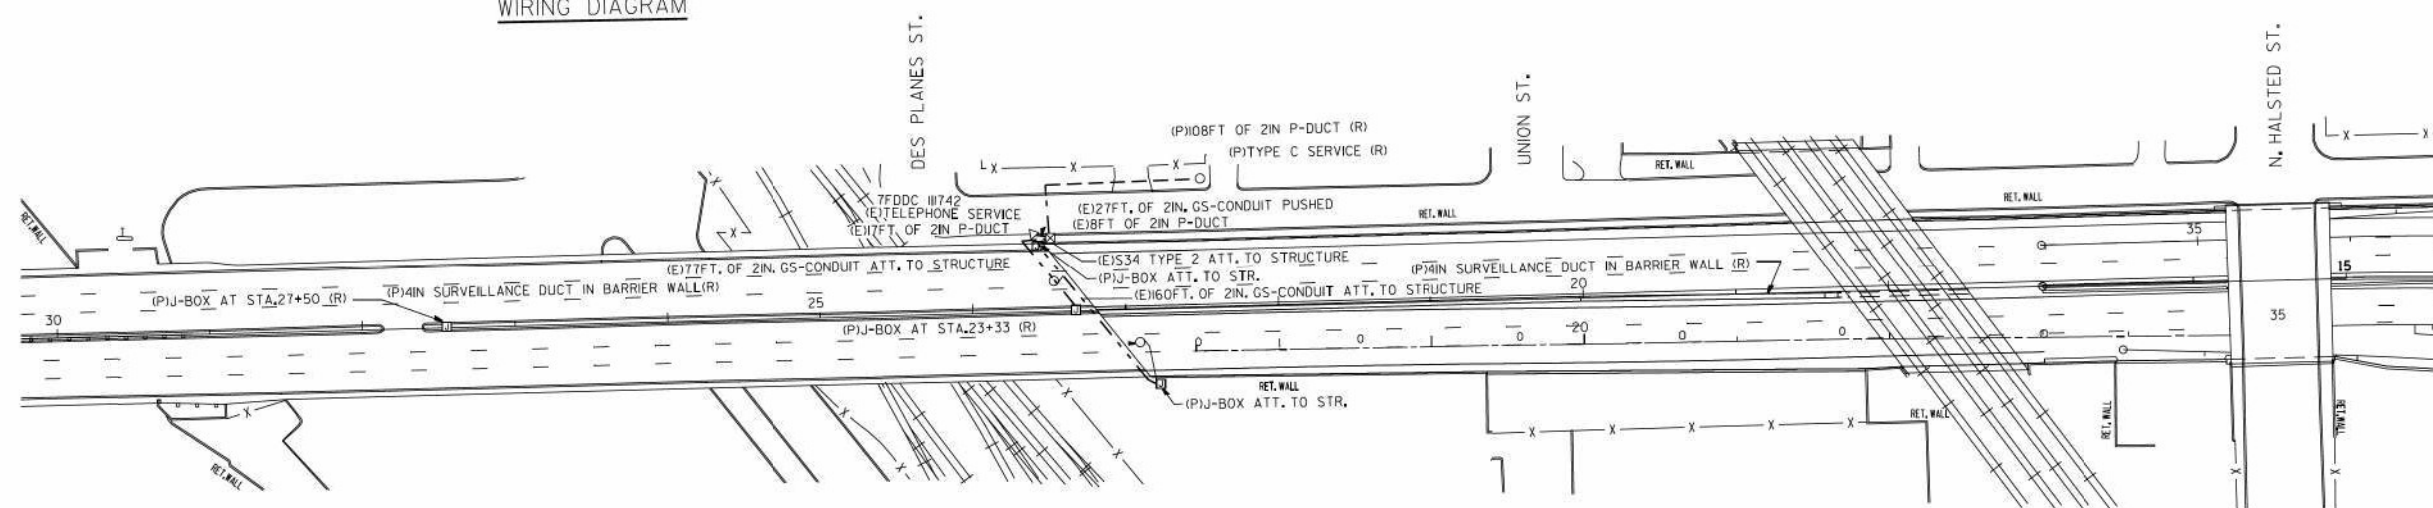 WIRING DIAGRAM
DES PLANES ST.
UNION ST.
N. HALSTED ST.
(P)108FT OF 2IN P-DUCT (R)
(P)TYPE C SERVICE (R)
7FDDC 111742
(E)TELEPHONE SERVICE
(E)17FT. OF 2IN P-DUCT
(E)27FT. OF 2IN. GS-CONDUIT PUSHED
(E)8FT OF 2IN P-DUCT
RET. WALL
RET. WALL
RET. WALL
RET. WALL
(E)77FT. OF 2IN. GS-CONDUIT ATT. TO STRUCTURE
(E)S34 TYPE 2 ATT. TO STRUCTURE
(P)J-BOX ATT. TO STR.
(E)160FT. OF 2IN. GS-CONDUIT ATT. TO STRUCTURE
(P)4IN SURVEILLANCE DUCT IN BARRIER WALL (R)
(P)J-BOX AT STA.27+50 (R)
(P)4IN SURVEILLANCE DUCT IN BARRIER WALL(R)
(P)J-BOX AT STA.23+33 (R)
30
25
20
20
35
15
35
0
0
0
0
RET. WALL
(P)J-BOX ATT. TO STR.
RET. WALL
RET. WALL
RET. WALL
RET. WALL